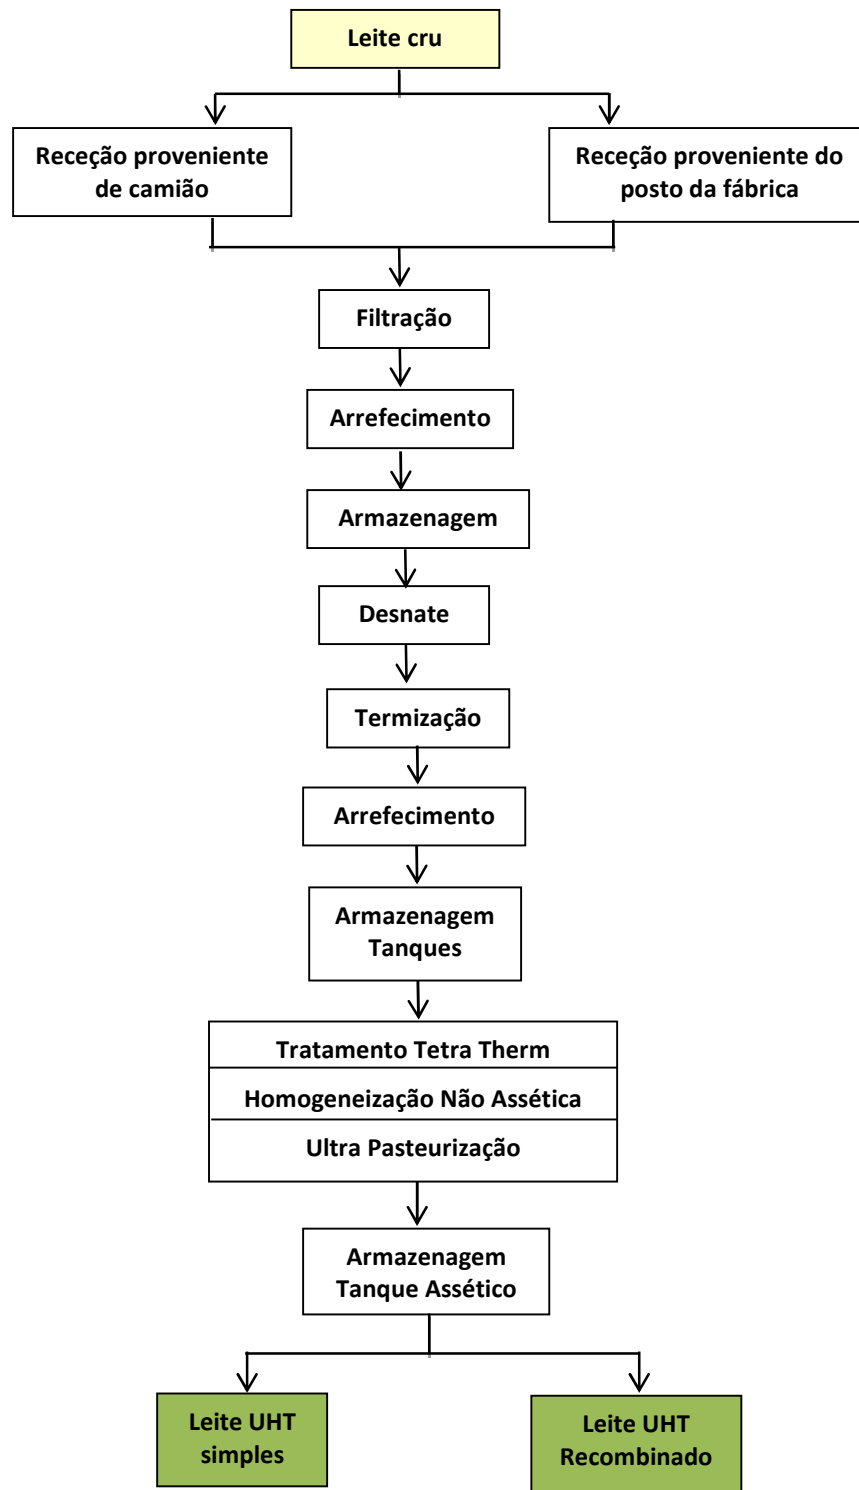 Leite cru
Receção proveniente
de camião
Receção proveniente do
posto da fábrica
Filtração
Arrefecimento
Armazenagem
Desnate
Termização
Arrefecimento
Armazenagem
Tanques
Tratamento Tetra Therm
Homogeneização Não Assética
Ultra Pasteurização
Armazenagem
Tanque Assético
Leite UHT
simples
Leite UHT
Recombinado